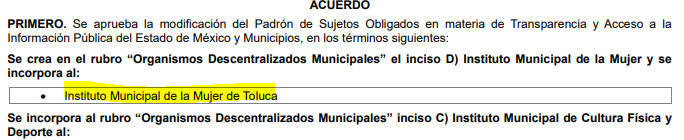 ACUERDO
PRIMERO. Se aprueba la modificación del Padrón de Sujetos Obligados en materia de Transparencia y Acceso a la
Información Pública del Estado de México y Municipios, en los términos siguientes:
Se crea en el rubro “Organismos Descentralizados Municipales” el inciso D) Instituto Municipal de la Mujer y se
incorpora al:
• Instituto Municipal de la Mujer de Toluca
Se incorpora al rubro “Organismos Descentralizados Municipales” inciso C) Instituto Municipal de Cultura Física y
Deporte al: